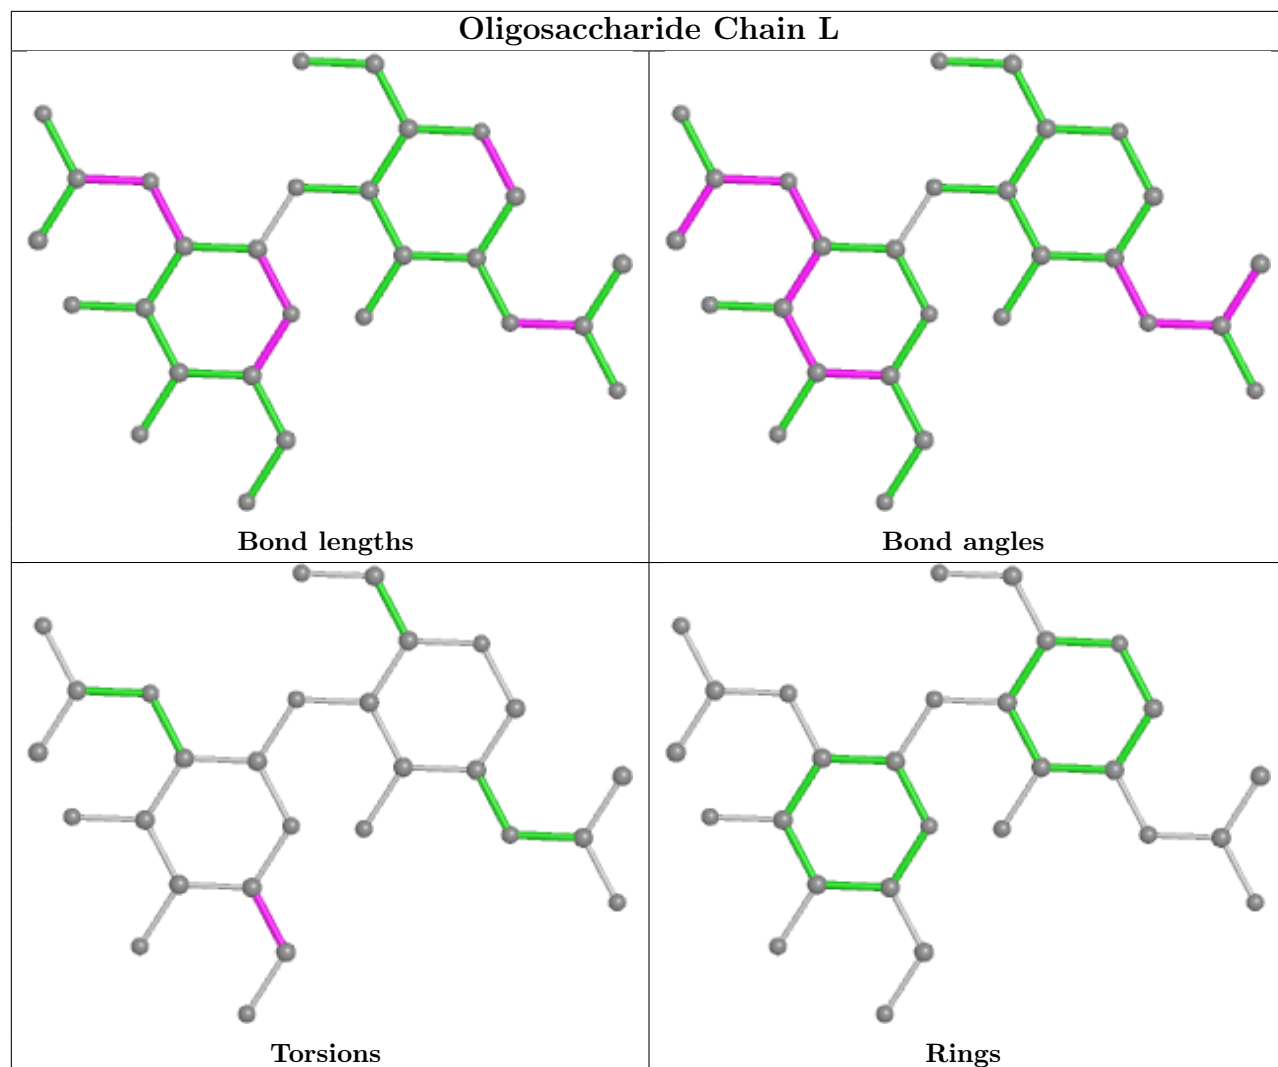 Oligosaccharide Chain L
Bond lengths
Bond angles
Torsions
Rings